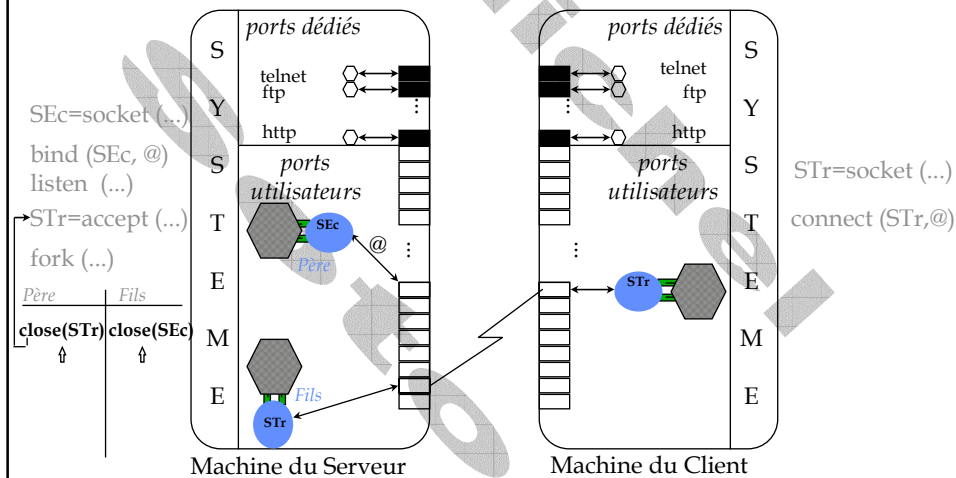 SEc=socket (...)
bind (SEc, @)
listen (...)
STr=accept (...)
fork (...)
Père Fils
close(STr) close(SEc)
S Y S T E M E
ports dédiés
telnet
ftp
...
http
ports
utilisateurs
SEc
Père
@
...
Fils
STr
Machine du Serveur
ports dédiés
telnet
ftp
...
http
ports
utilisateurs
...
STr
S Y S T E M E
Machine du Client
STr=socket (...)
connect (STr,@)